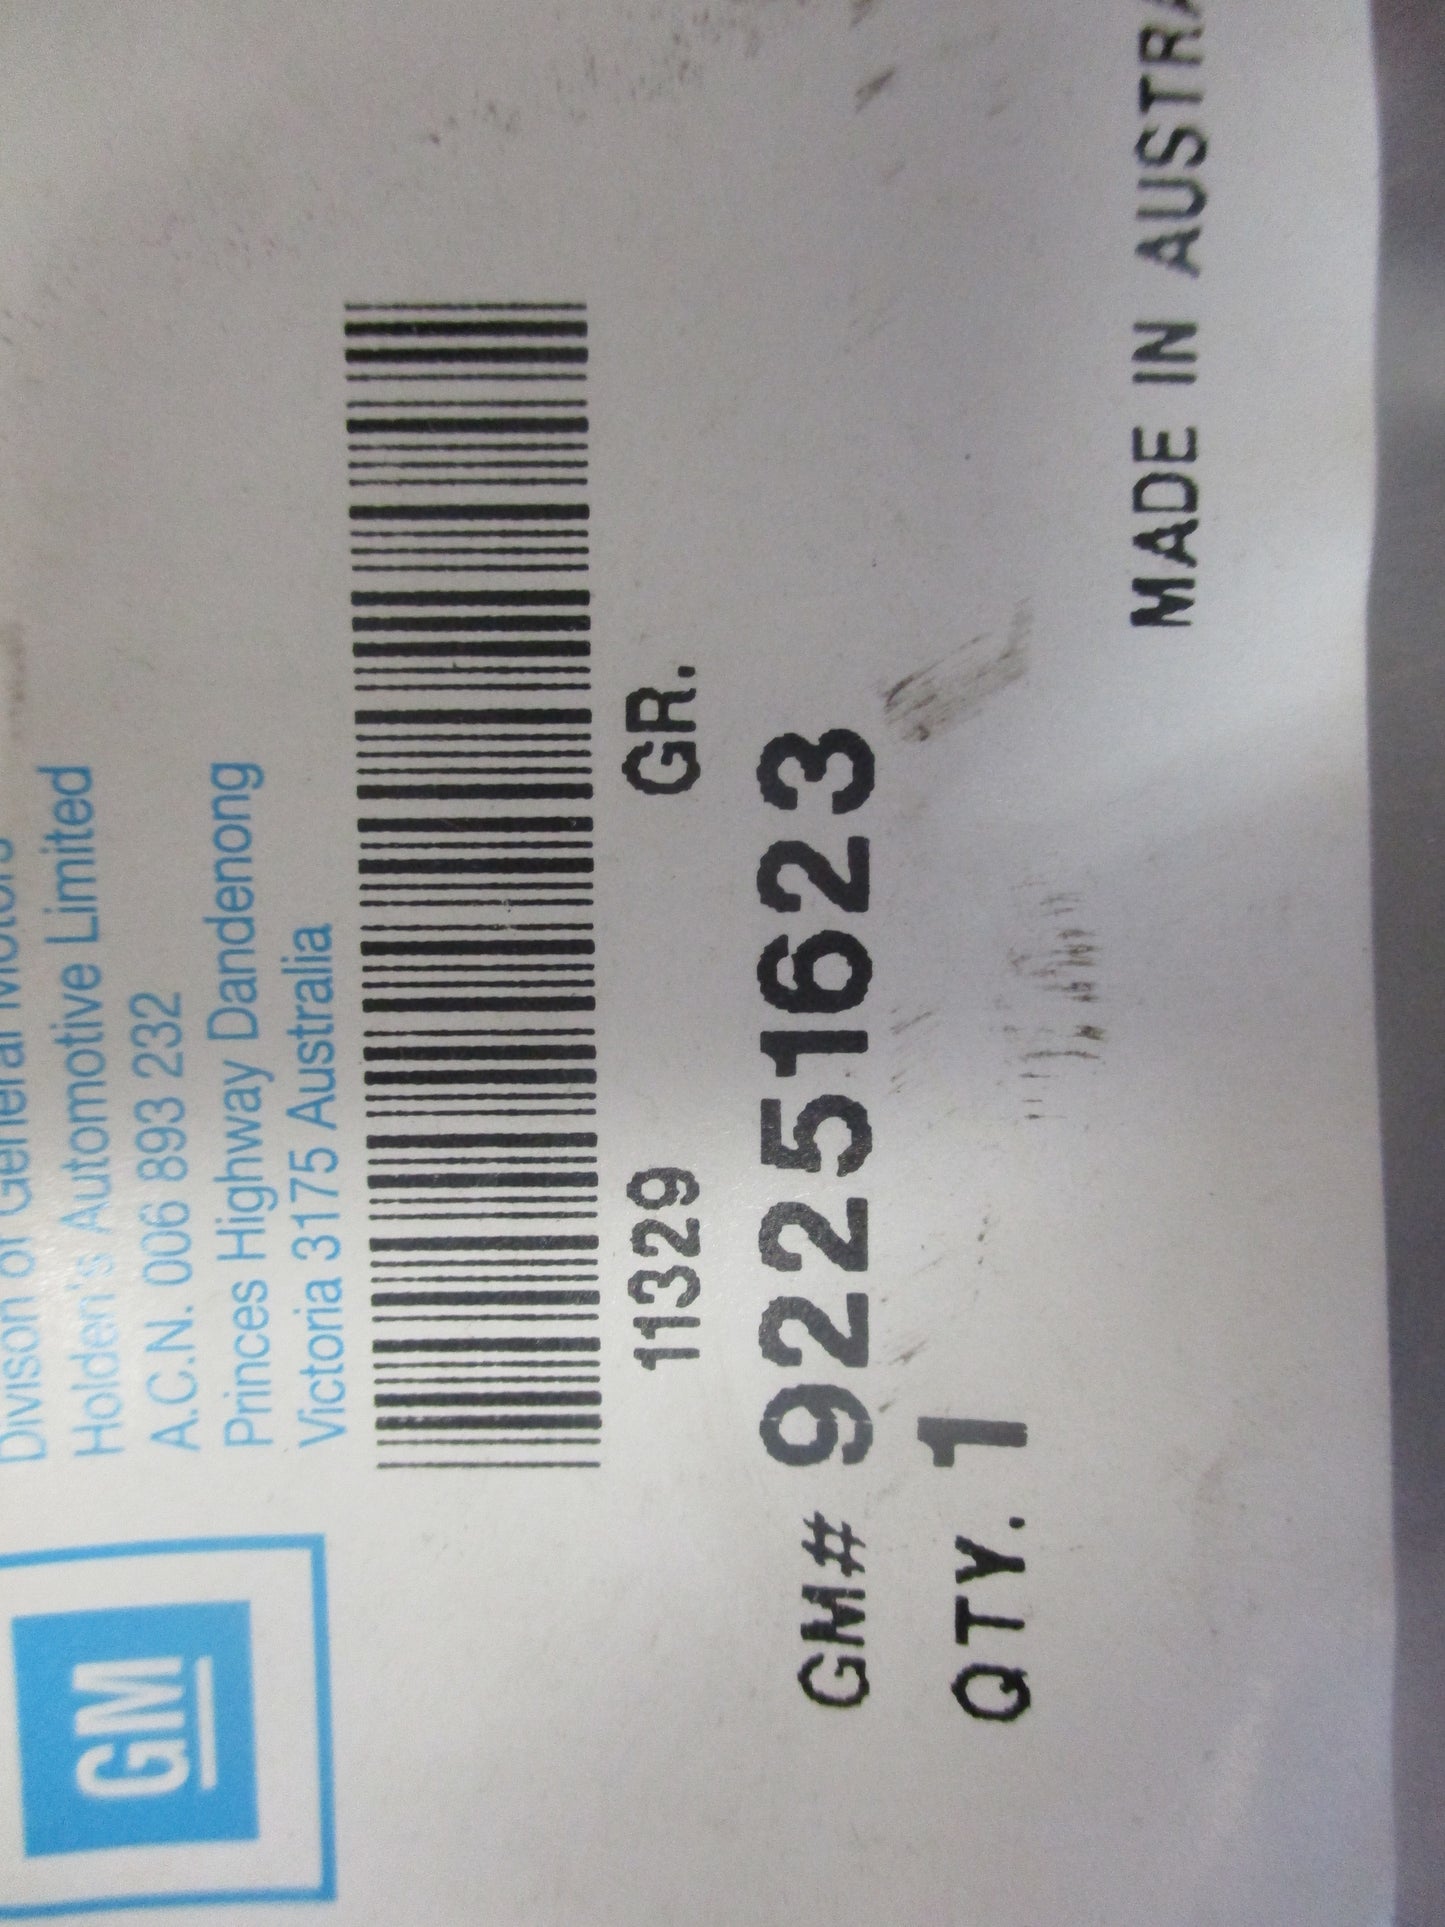 GM
Divison of General Motors
Holden's Automotive Limited
A.C.N. 006 893 232
Princes Highway Dandenong
Victoria 3175 Australia
11329 GR.
GM# 92251623
QTY. 1
MADE IN AUSTRA